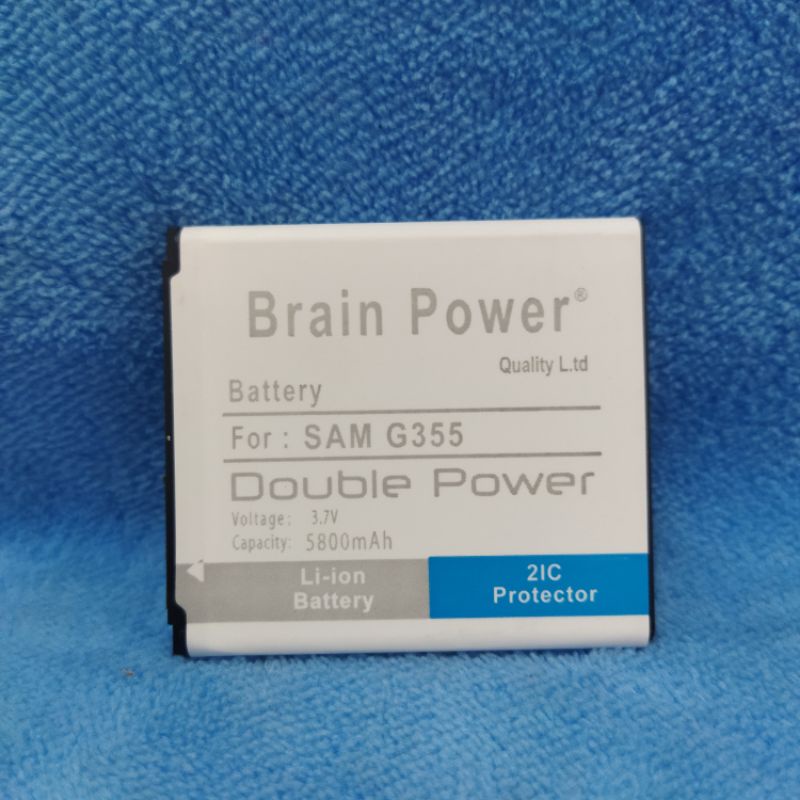 Brain Power®
Quality L.td
Battery
For : SAM G355
Double Power
Voltage: 3.7V
Capacity: 5800mAh
Li-ion
Battery
2IC
Protector